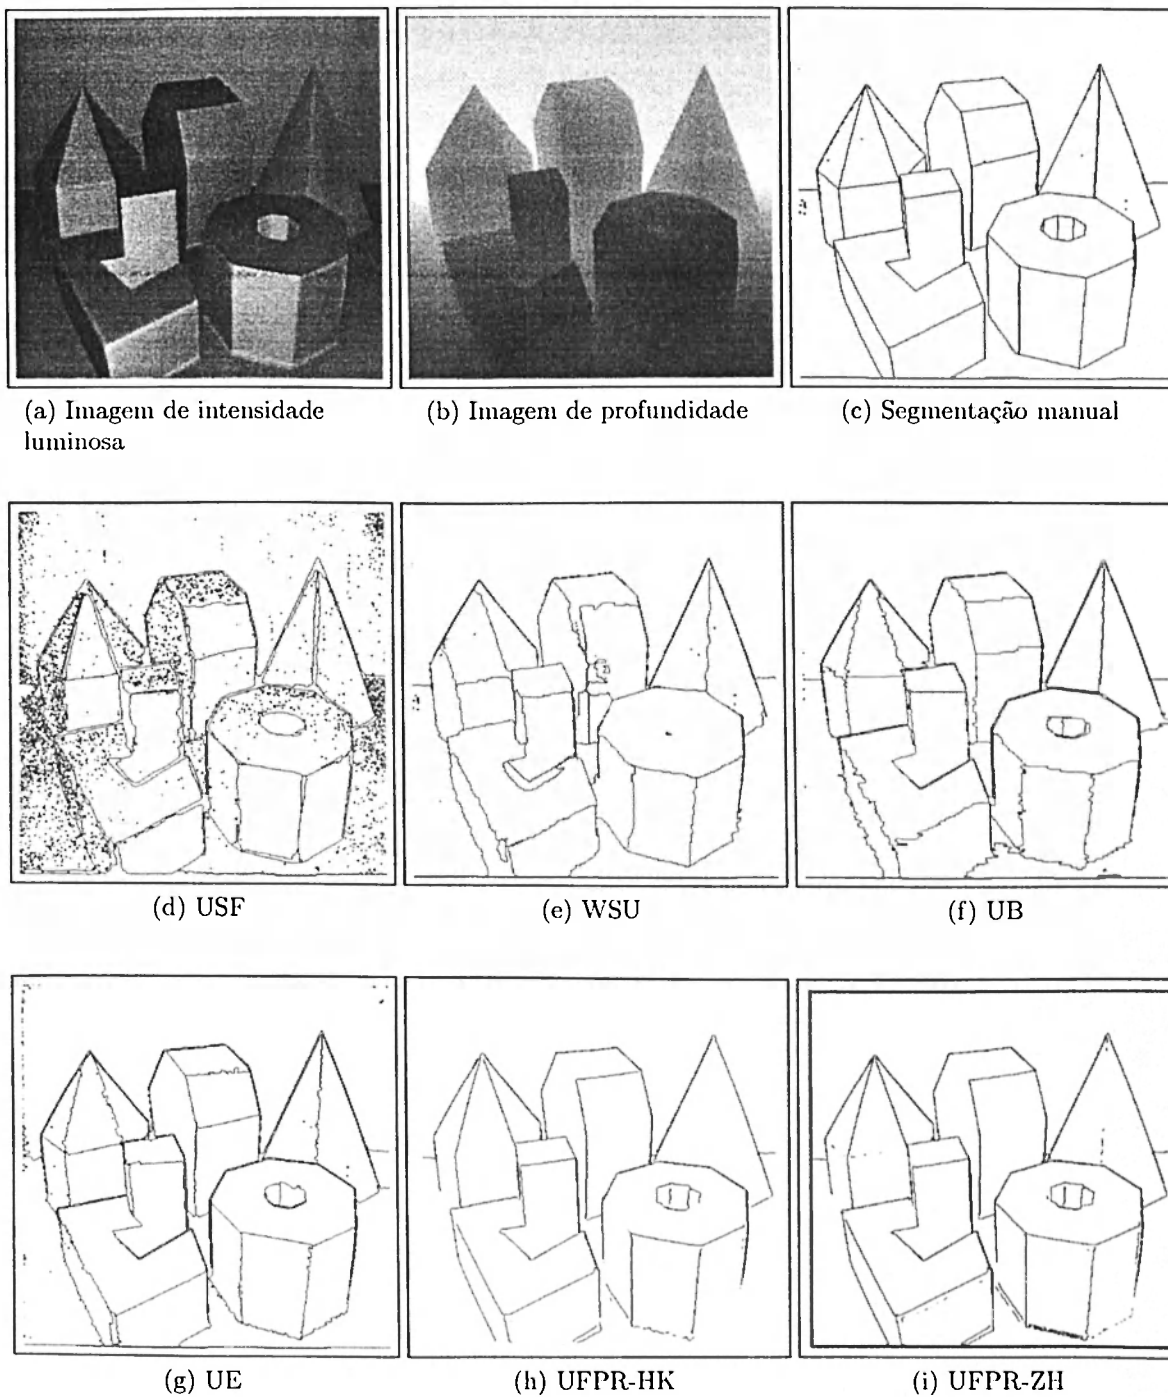 (a) Imagem de intensidade
luminosa
(b) Imagem de profundidade
(c) Segmentação manual
(d) USF
(e) WSU
(f) UB
(g) UE
(h) UFPR-HK
(i) UFPR-ZH